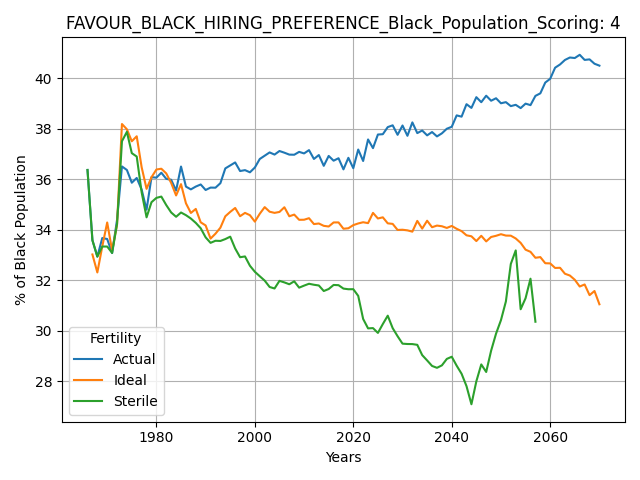 FAVOUR_BLACK_HIRING_PREFERENCE_Black_Population_Scoring: 4
% of Black Population
40
38
36
34
32
30
28
Fertility
Actual
Ideal
Sterile
1980
2000
2020
2040
2060
Years